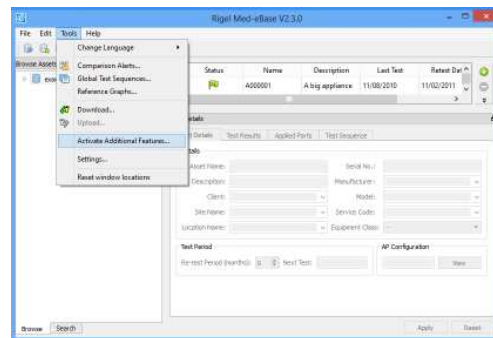 Rigel Med-eBase V2.3.0
File Edit Tools Help
Browse Assets
Change Language
Comparison Alerts...
Global Test Sequences...
Reference Graphs...
Download...
Upload...
Activate Additional Features...
Settings...
Reset window locations
Status Name Description Last Test Retest Dat
A000001 A big appliance 11/08/2010 11/02/2011
Details Test Results Applied Parts Test Sequence
Asset Name: Serial No.:
Description: Manufacturer:
Client: Model:
Site Name: Service Code:
Location Name: Equipment Class:
Test Period AP Configuration
Re-test Period (months): Next Test: View
Browse Search Apply Reset